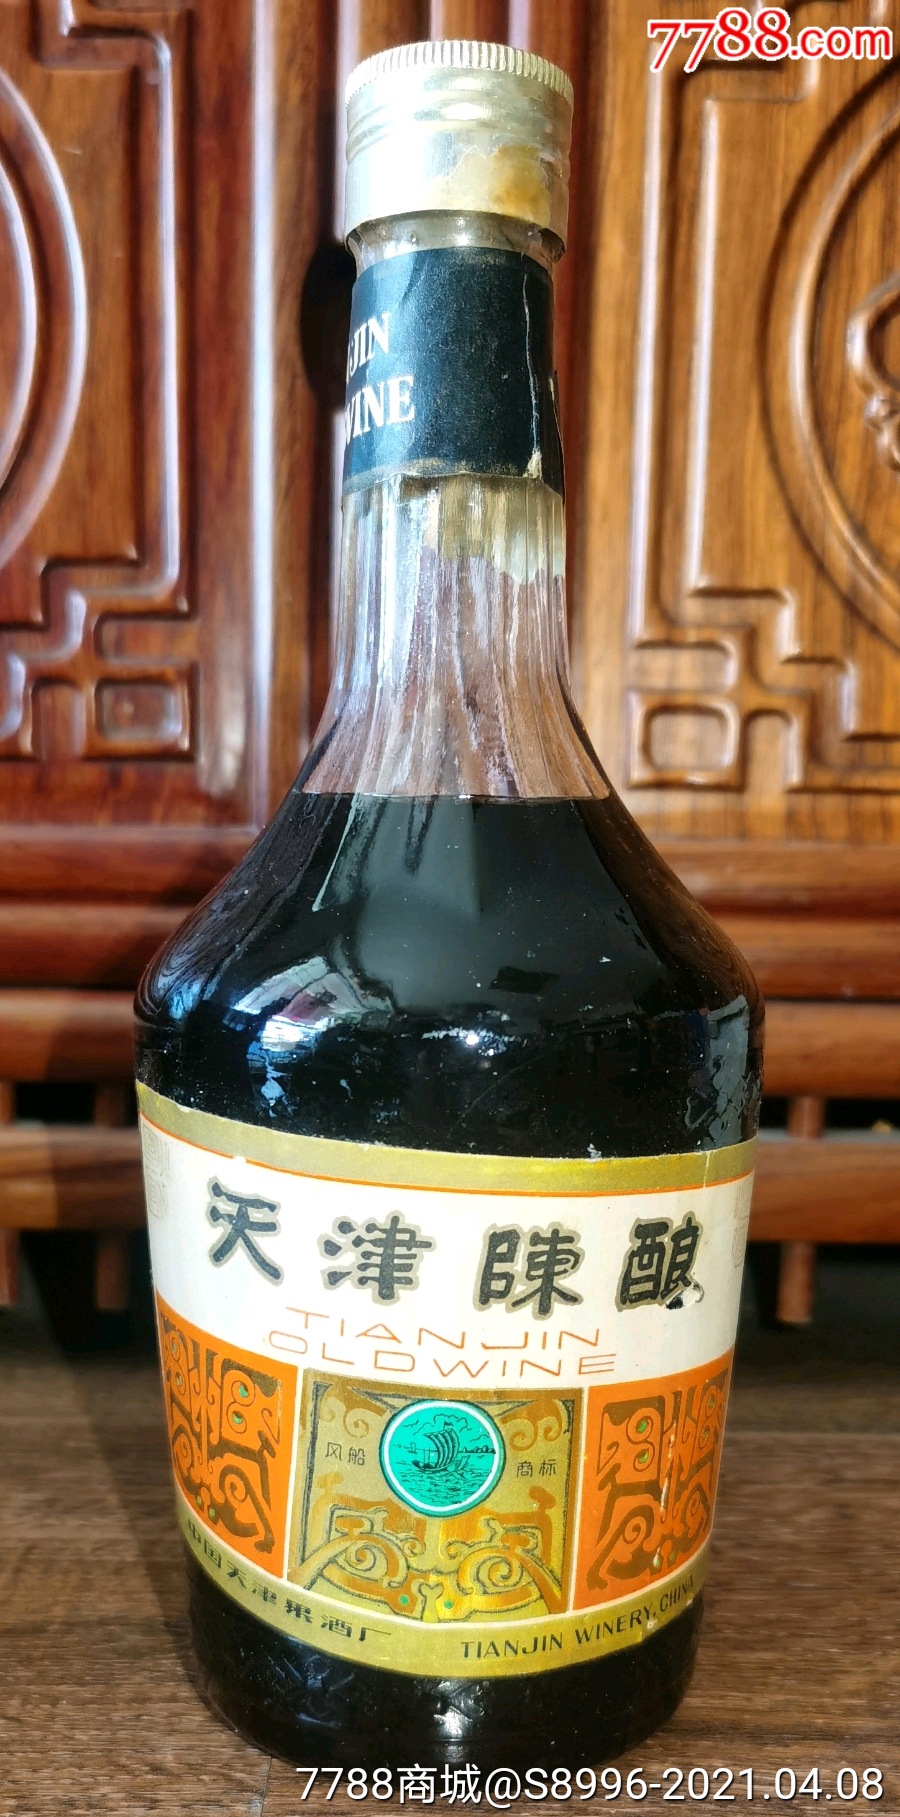 7788.com
JIN
WINE
天津陳酿
TIANJIN
OLD WINE
风船
商标
中国天津果酒厂
TIANJIN WINERY, CHINA
7788商城@S8996-2021.04.08